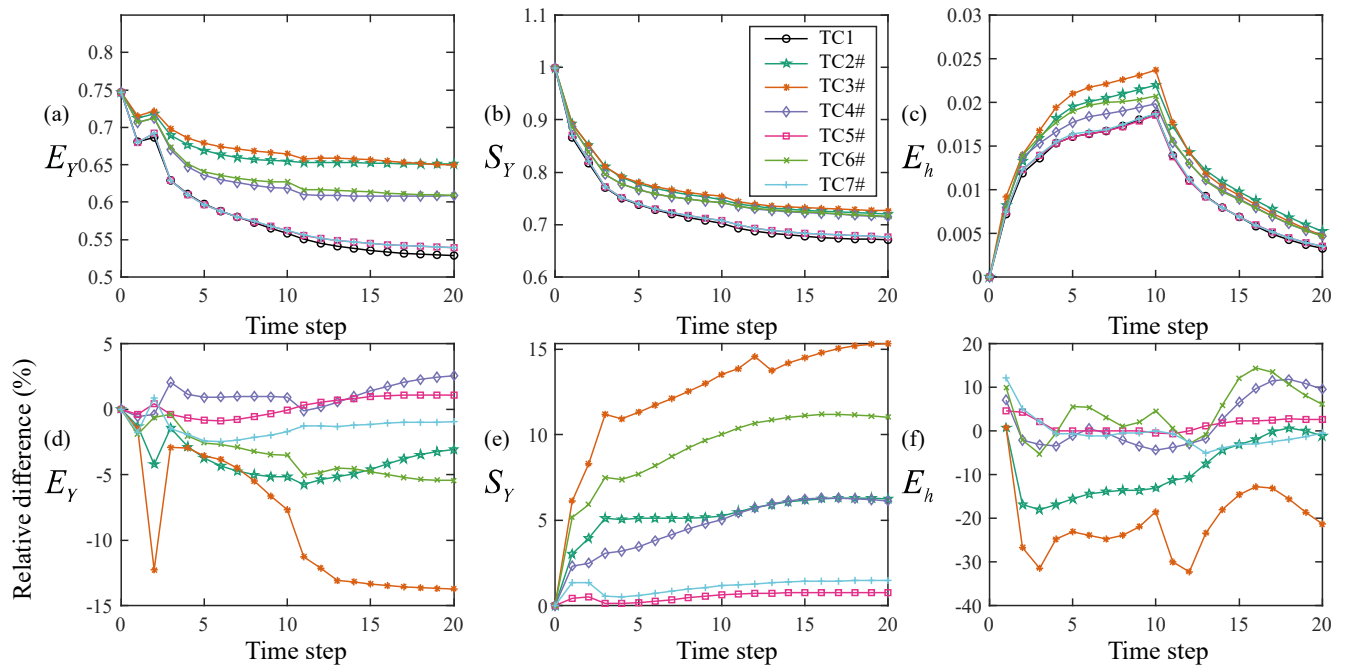 0.8
0.75
0.7
0.65
0.6
0.55
0.5
(a)
E_Y
0 5 10 15 20
Time step
1.1
1
0.9
0.8
0.7
0.6
(b)
S_Y
TC1
TC2#
TC3#
TC4#
TC5#
TC6#
TC7#
0 5 10 15 20
Time step
0.03
0.025
0.02
0.015
0.01
0.005
0
(c)
E_h
0 5 10 15 20
Time step
Relative difference (%)
5
0
-5
-10
-15
(d)
E_Y
0 5 10 15 20
Time step
15
10
5
0
(e)
S_Y
0 5 10 15 20
Time step
20
10
0
-10
-20
-30
-40
(f)
E_h
0 5 10 15 20
Time step